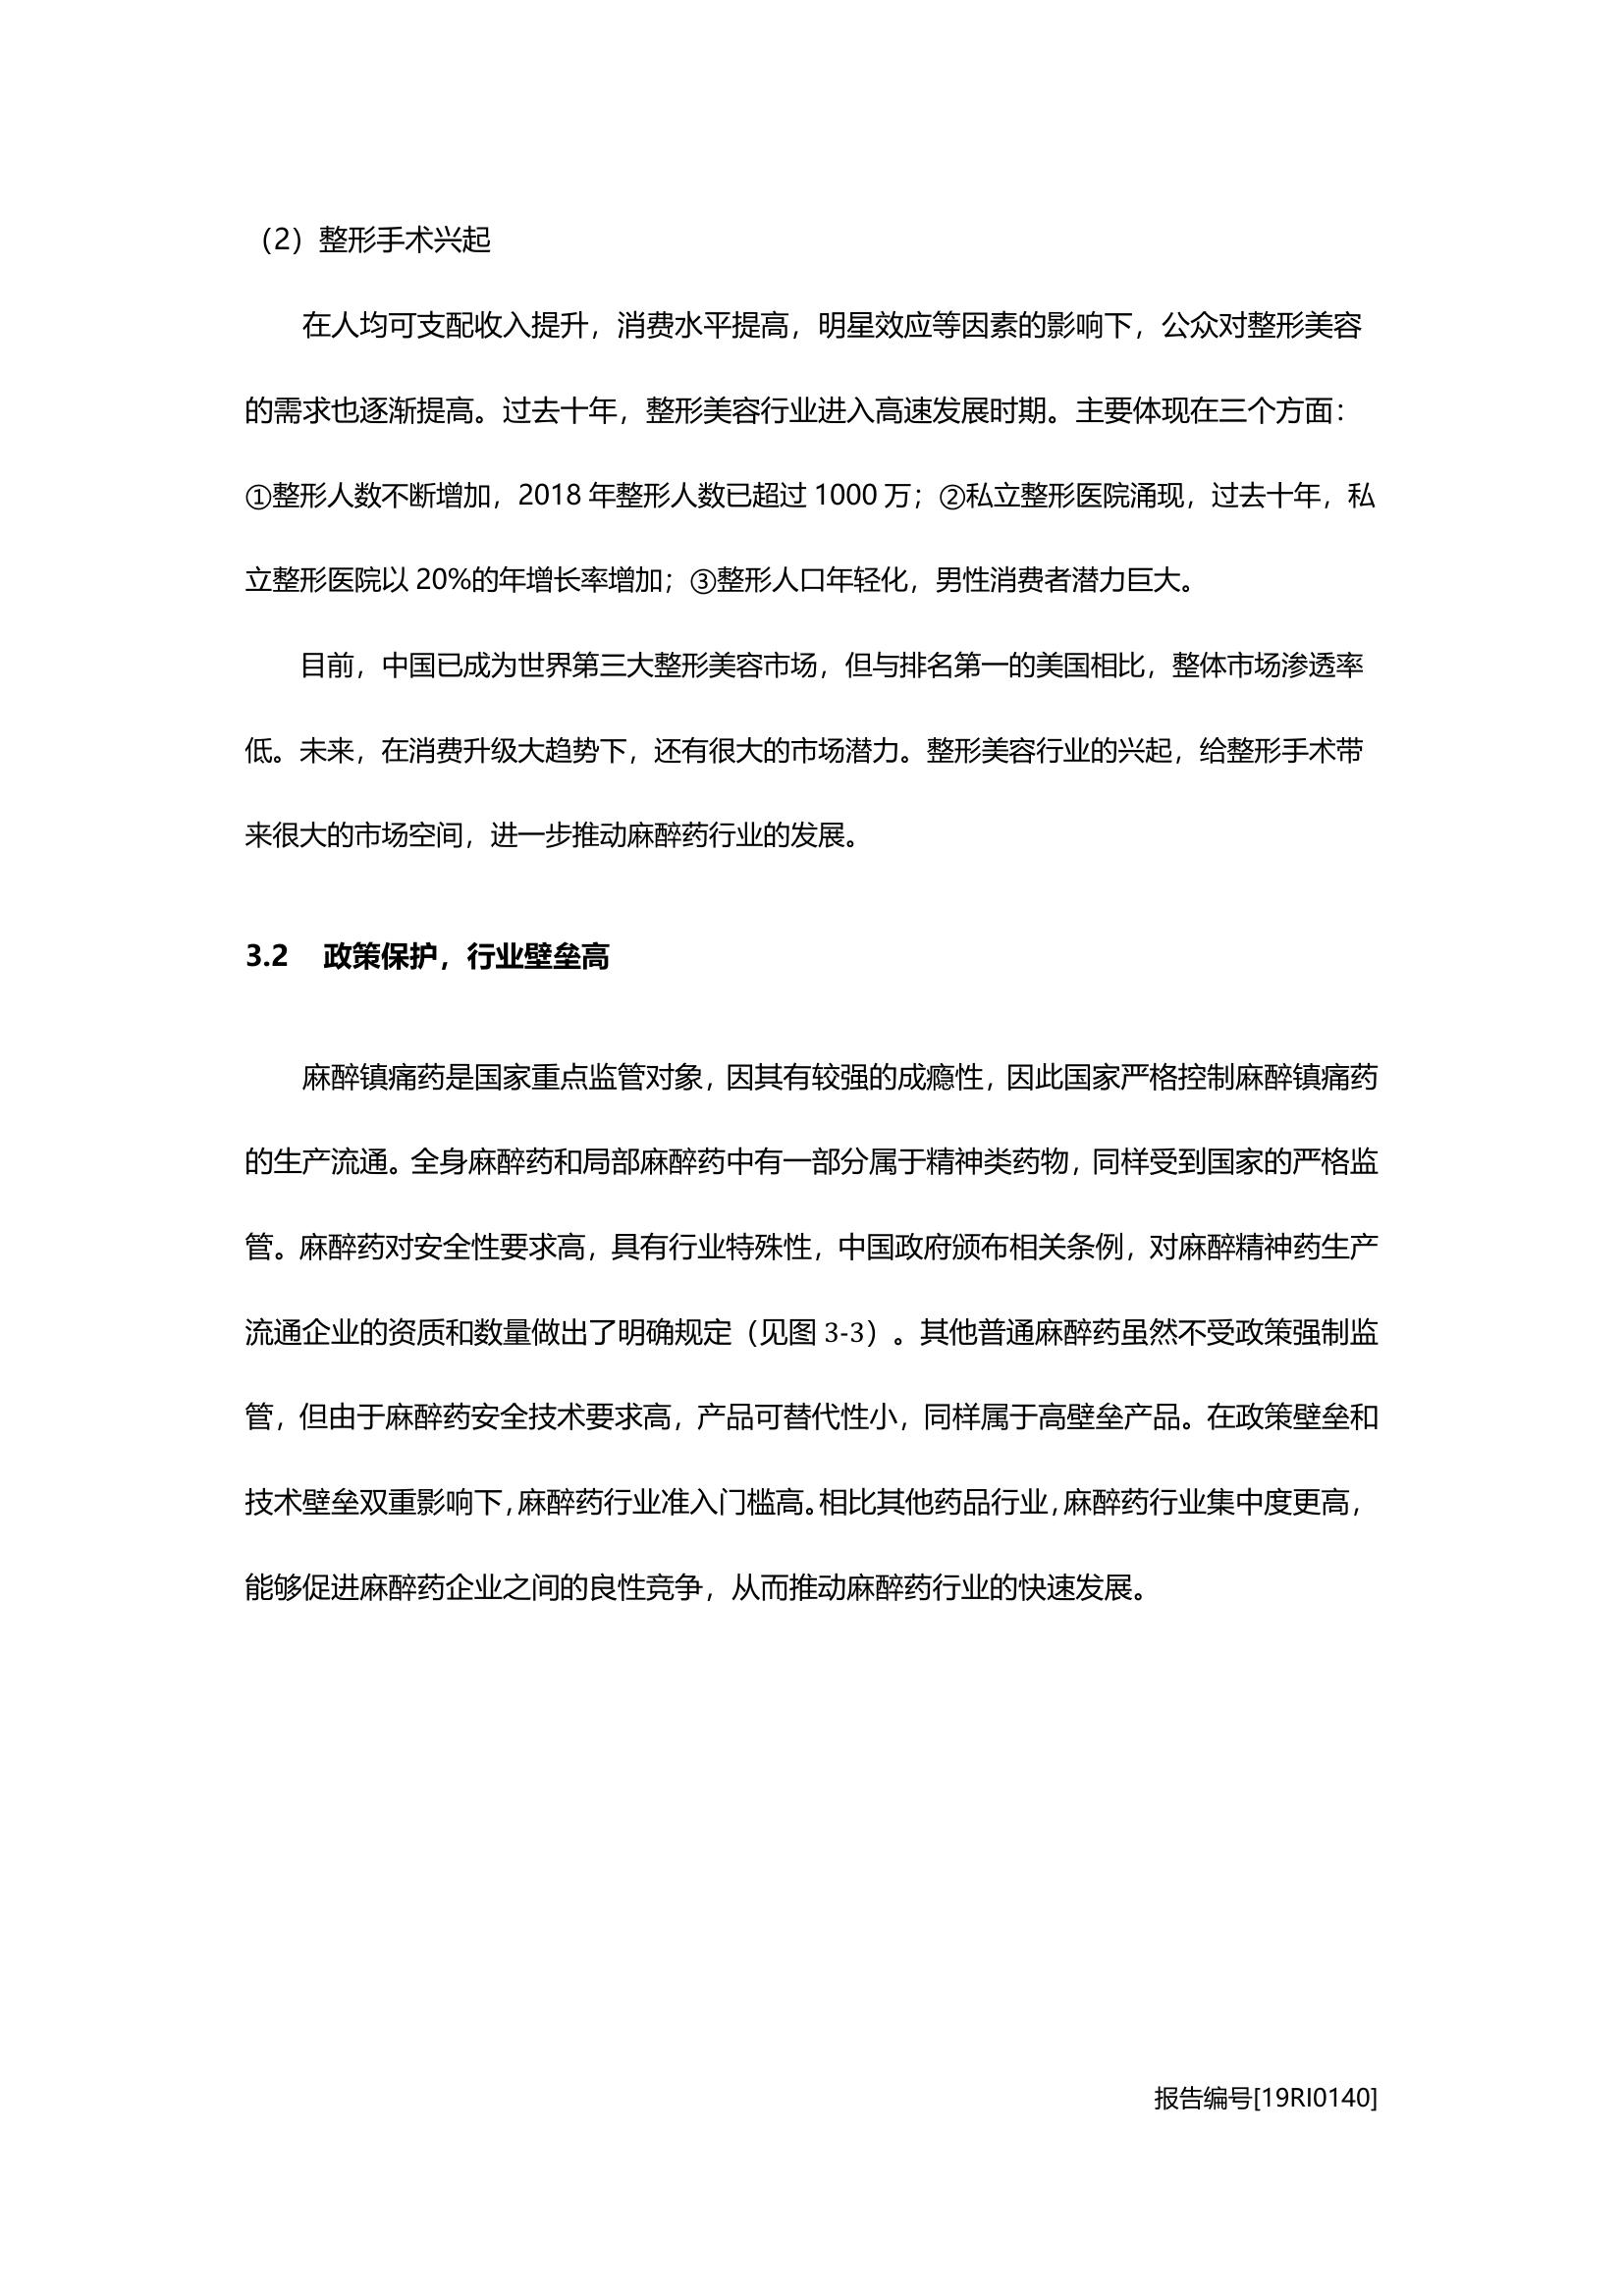 （2）整形手术兴起
在人均可支配收入提升，消费水平提高，明星效应等因素的影响下，公众对整形美容
的需求也逐渐提高。过去十年，整形美容行业进入高速发展时期。主要体现在三个方面：
①整形人数不断增加，2018 年整形人数已超过 1000 万；②私立整形医院涌现，过去十年，私
立整形医院以 20%的年增长率增加；③整形人口年轻化，男性消费者潜力巨大。
目前，中国已成为世界第三大整形美容市场，但与排名第一的美国相比，整体市场渗透率
低。未来，在消费升级大趋势下，还有很大的市场潜力。整形美容行业的兴起，给整形手术带
来很大的市场空间，进一步推动麻醉药行业的发展。
3.2 政策保护，行业壁垒高
麻醉镇痛药是国家重点监管对象，因其有较强的成瘾性，因此国家严格控制麻醉镇痛药
的生产流通。全身麻醉药和局部麻醉药中有一部分属于精神类药物，同样受到国家的严格监
管。麻醉药对安全性要求高，具有行业特殊性，中国政府颁布相关条例，对麻醉精神药生产
流通企业的资质和数量做出了明确规定（见图 3-3）。其他普通麻醉药虽然不受政策强制监
管，但由于麻醉药安全技术要求高，产品可替代性小，同样属于高壁垒产品。在政策壁垒和
技术壁垒双重影响下，麻醉药行业准入门槛高。相比其他药品行业，麻醉药行业集中度更高，
能够促进麻醉药企业之间的良性竞争，从而推动麻醉药行业的快速发展。
报告编号[19RI0140]